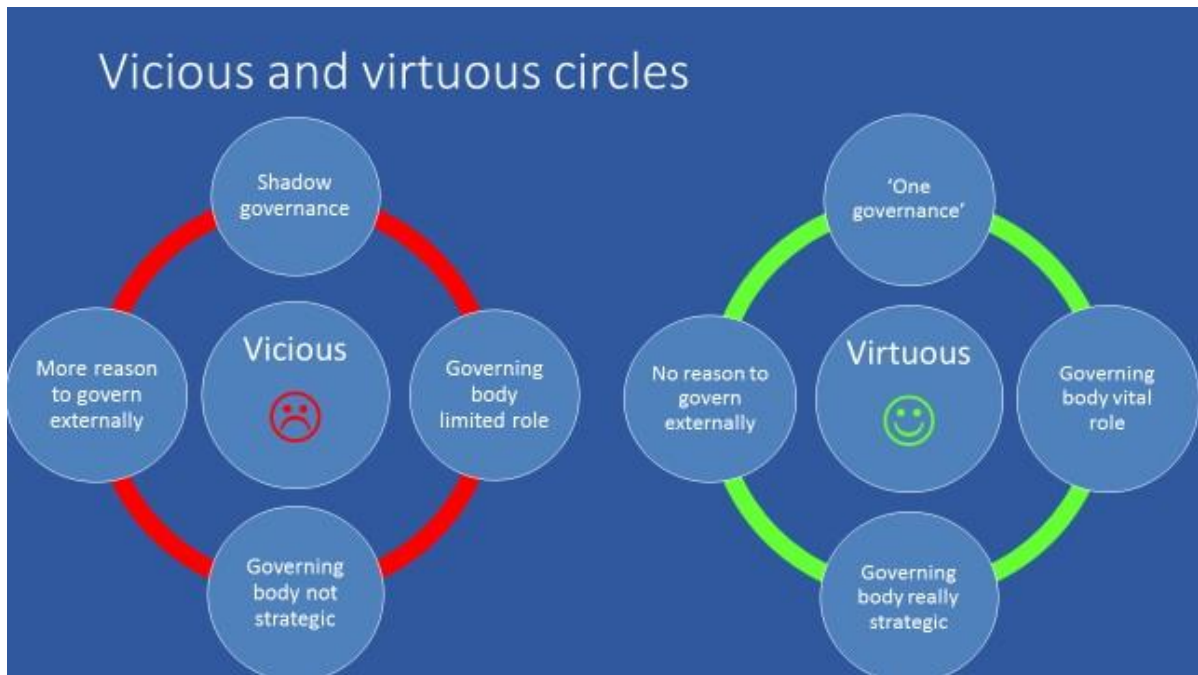 Vicious and virtuous circles
Shadow
governance
More reason
to govern
externally
Vicious
Governing
body
limited role
Governing
body not
strategic
‘One
governance’
No reason to
govern
externally
Virtuous
Governing
body vital
role
Governing
body really
strategic